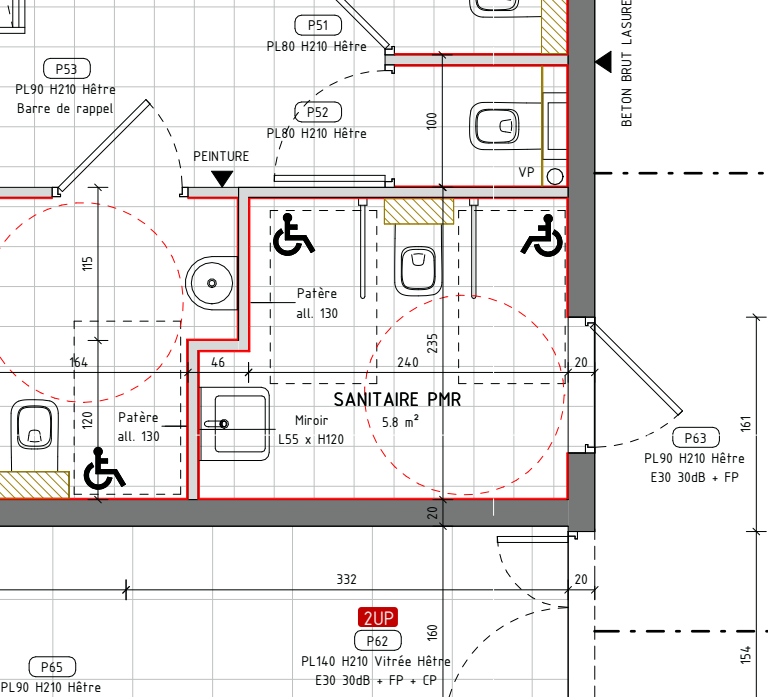 P51
PL80 H210 Hêtre
P53
PL90 H210 Hêtre
Barre de rappel
P52
PL80 H210 Hêtre
100
BETON BRUT LASURE
PEINTURE
VP
115
Patère
all. 130
235
164
46
240
20
SANITAIRE PMR
5.8 m²
120
Patère
all. 130
Miroir
L55 x H120
161
P63
PL90 H210 Hêtre
E30 30dB + FP
20
332
20
2UP
P62
160
PL140 H210 Vitrée Hêtre
E30 30dB + FP + CP
154
P65
PL90 H210 Hêtre